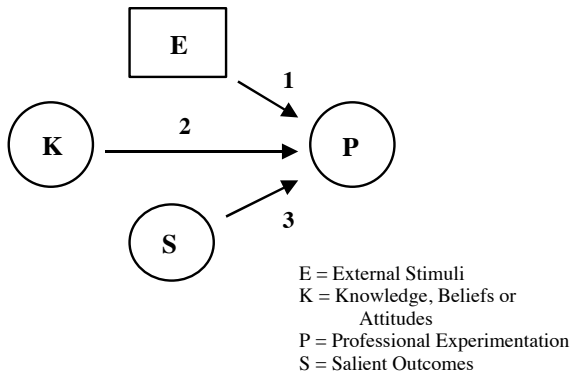 E
1
K
2
P
S
3
E = External Stimuli
K = Knowledge, Beliefs or
Attitudes
P = Professional Experimentation
S = Salient Outcomes